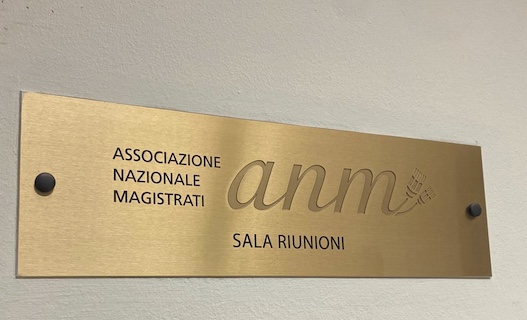 ASSOCIAZIONE
NAZIONALE
MAGISTRATI
anm
SALA RIUNIONI